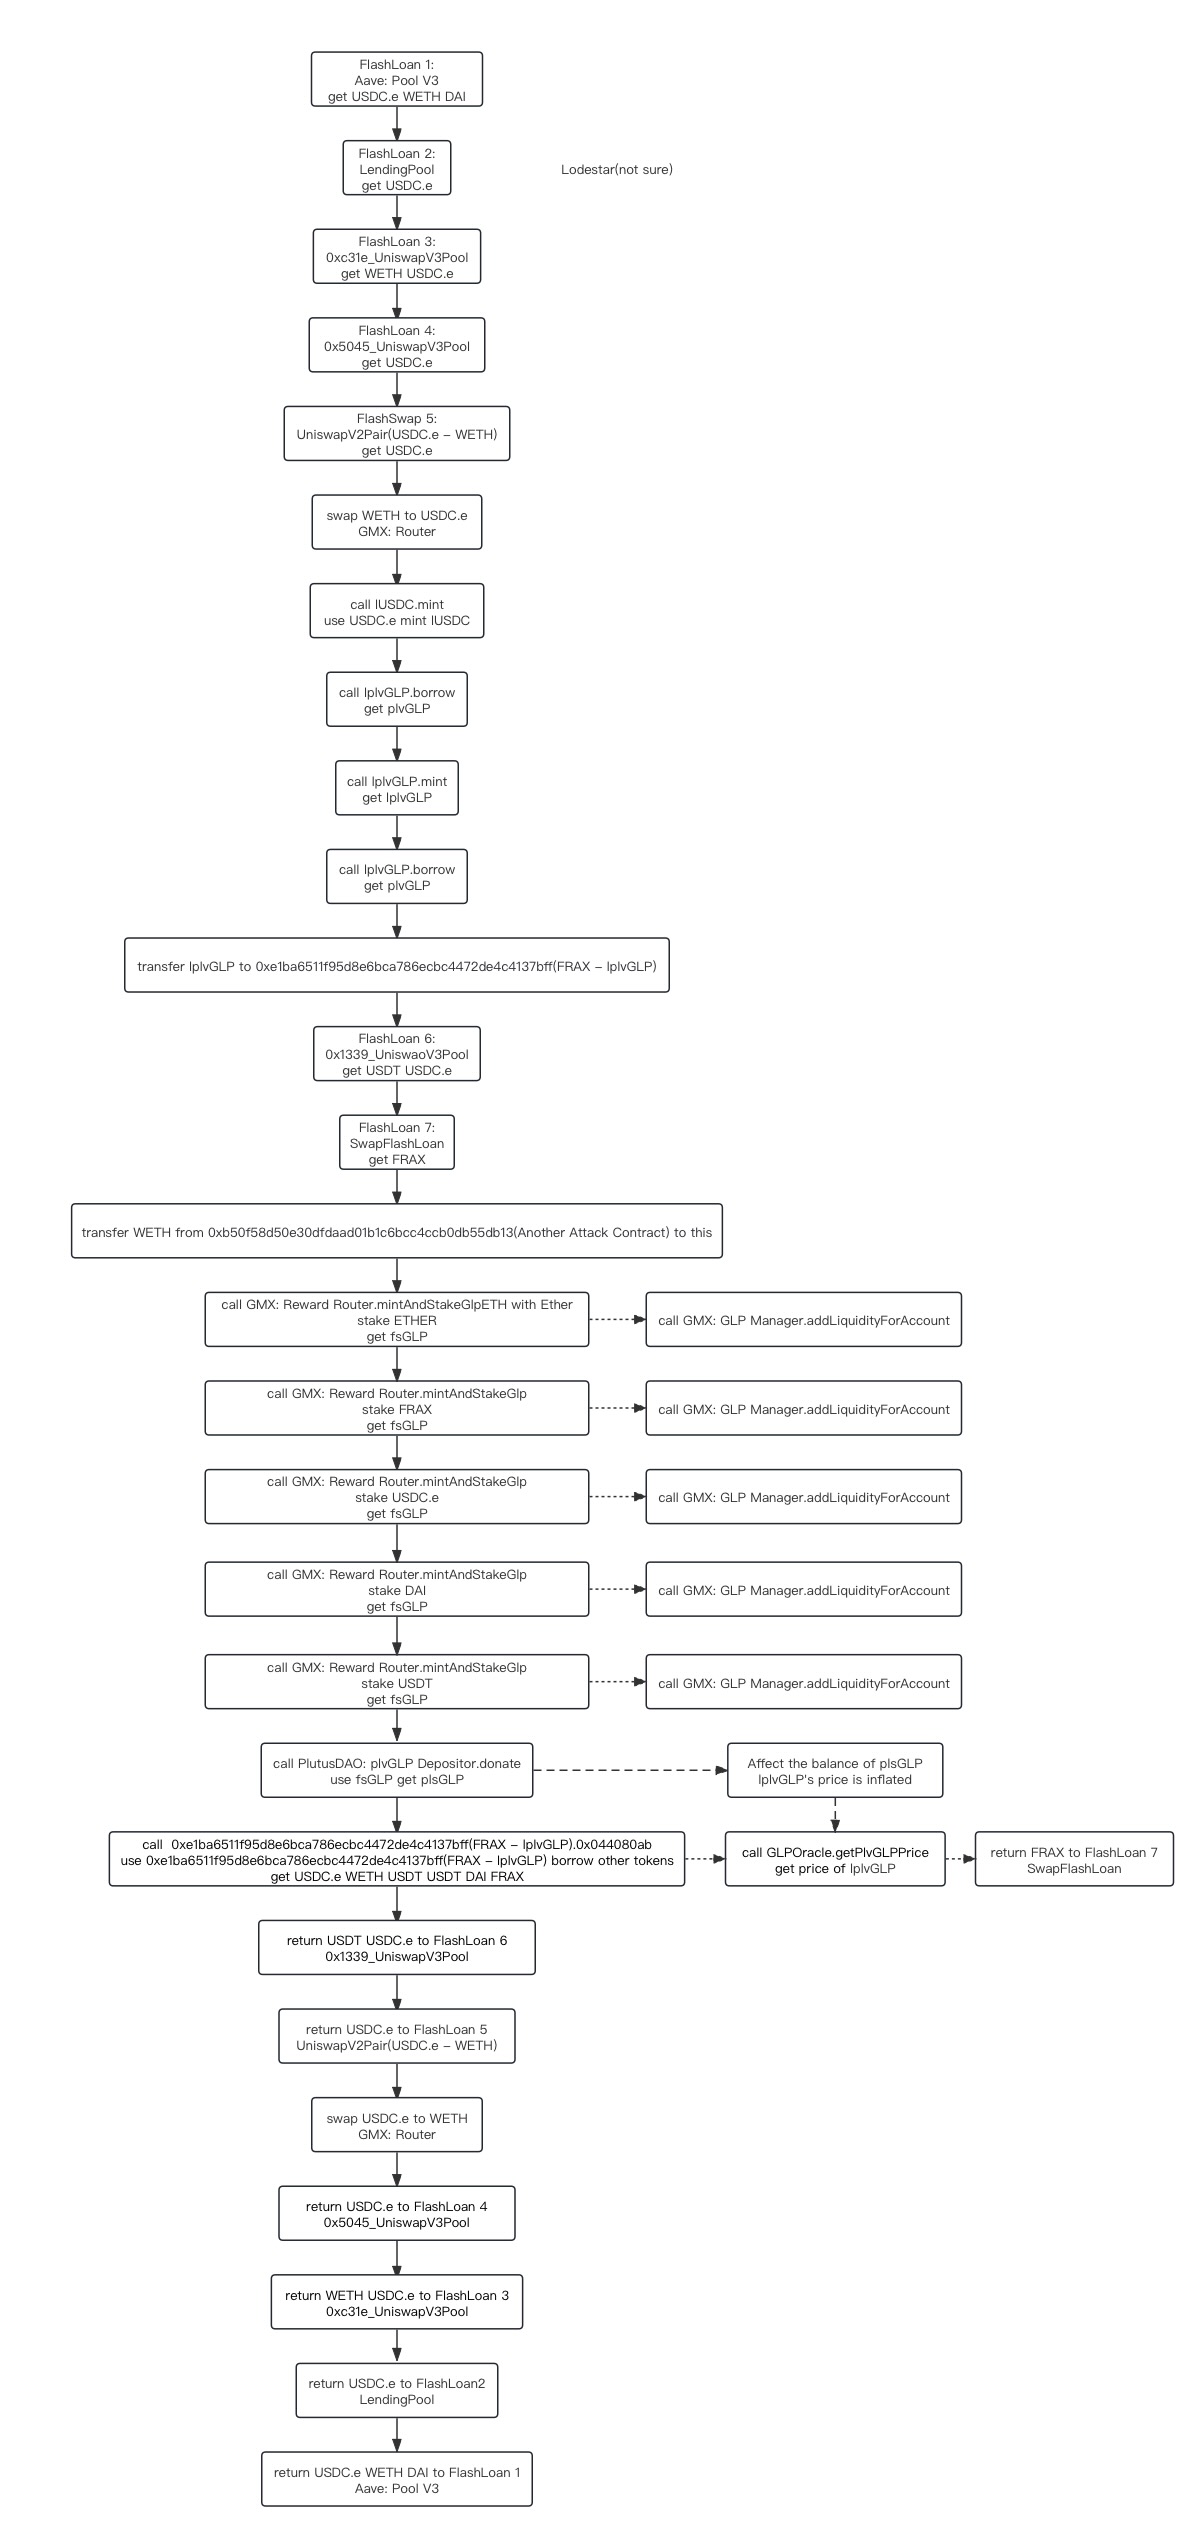 FlashLoan 1:
Aave: Pool V3
get USDC.e WETH DAI
FlashLoan 2:
LendingPool
get USDC.e
Lodestar(not sure)
FlashLoan 3:
0xc31e_UniswapV3Pool
get WETH USDC.e
FlashLoan 4:
0x5045_UniswapV3Pool
get USDC.e
FlashSwap 5:
UniswapV2Pair(USDC.e – WETH)
get USDC.e
swap WETH to USDC.e
GMX: Router
call lUSDC.mint
use USDC.e mint lUSDC
call lplvGLP.borrow
get plvGLP
call lplvGLP.mint
get lplvGLP
call lplvGLP.borrow
get plvGLP
transfer lplvGLP to 0xe1ba6511f95d8e6bca786ecbc4472de4c4137bff(FRAX – lplvGLP)
FlashLoan 6:
0x1339_UniswaoV3Pool
get USDT USDC.e
FlashLoan 7:
SwapFlashLoan
get FRAX
transfer WETH from 0xb50f58d50e30dfdaad01b1c6bcc4ccb0db55db13(Another Attack Contract) to this
call GMX: Reward Router.mintAndStakeGlpETH with Ether
stake ETHER
get fsGLP
call GMX: GLP Manager.addLiquidityForAccount
call GMX: Reward Router.mintAndStakeGlp
stake FRAX
get fsGLP
call GMX: GLP Manager.addLiquidityForAccount
call GMX: Reward Router.mintAndStakeGlp
stake USDC.e
get fsGLP
call GMX: GLP Manager.addLiquidityForAccount
call GMX: Reward Router.mintAndStakeGlp
stake DAI
get fsGLP
call GMX: GLP Manager.addLiquidityForAccount
call GMX: Reward Router.mintAndStakeGlp
stake USDT
get fsGLP
call GMX: GLP Manager.addLiquidityForAccount
call PlutusDAO: plvGLP Depositor.donate
use fsGLP get plsGLP
Affect the balance of plsGLP
lplvGLP's price is inflated
call 0xe1ba6511f95d8e6bca786ecbc4472de4c4137bff(FRAX – lplvGLP).0x044080ab
use 0xe1ba6511f95d8e6bca786ecbc4472de4c4137bff(FRAX – lplvGLP) borrow other tokens
get USDC.e WETH USDT USDT DAI FRAX
call GLPOracle.getPlvGLPPrice
get price of lplvGLP
return FRAX to FlashLoan 7
SwapFlashLoan
return USDT USDC.e to FlashLoan 6
0x1339_UniswapV3Pool
return USDC.e to FlashLoan 5
UniswapV2Pair(USDC.e – WETH)
swap USDC.e to WETH
GMX: Router
return USDC.e to FlashLoan 4
0x5045_UniswapV3Pool
return WETH USDC.e to FlashLoan 3
0xc31e_UniswapV3Pool
return USDC.e to FlashLoan2
LendingPool
return USDC.e WETH DAI to FlashLoan 1
Aave: Pool V3